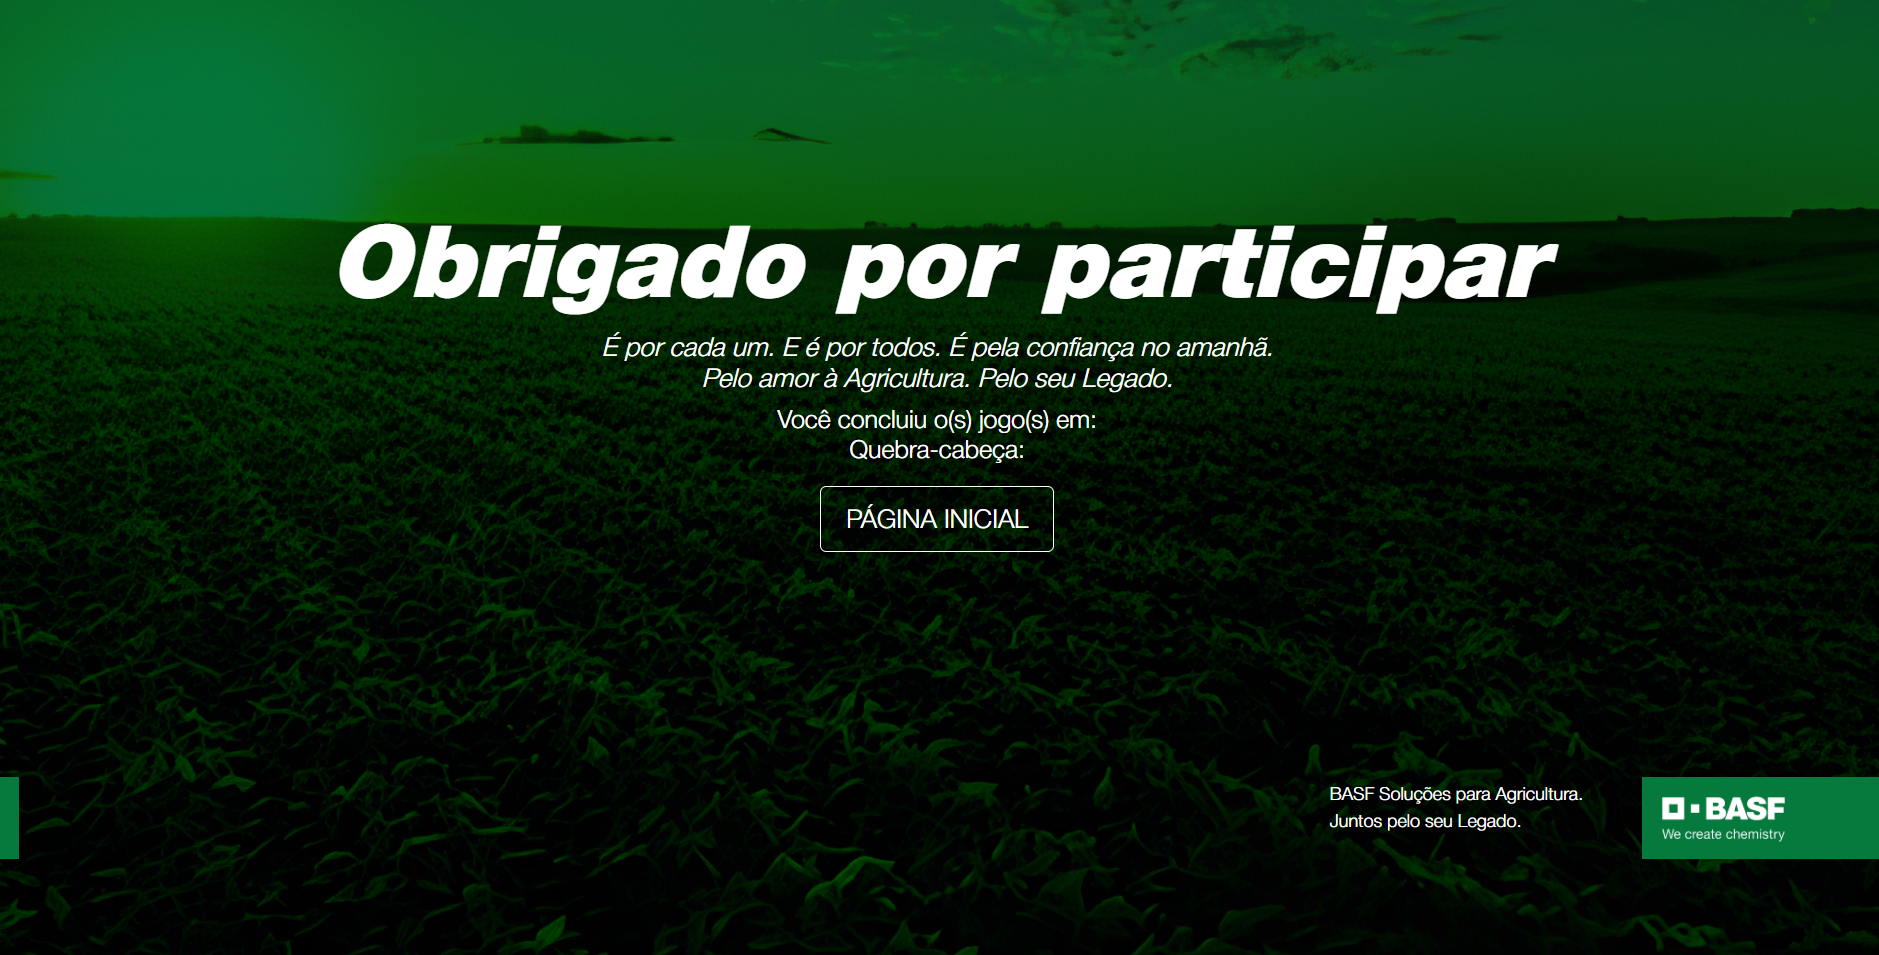 Obrigado por participar
É por cada um. E é por todos. É pela confiança no amanhã.
Pelo amor à Agricultura. Pelo seu Legado.
Você concluiu o(s) jogo(s) em:
Quebra-cabeça:
PÁGINA INICIAL
BASF Soluções para Agricultura.
Juntos pelo seu Legado.
BASF
We create chemistry